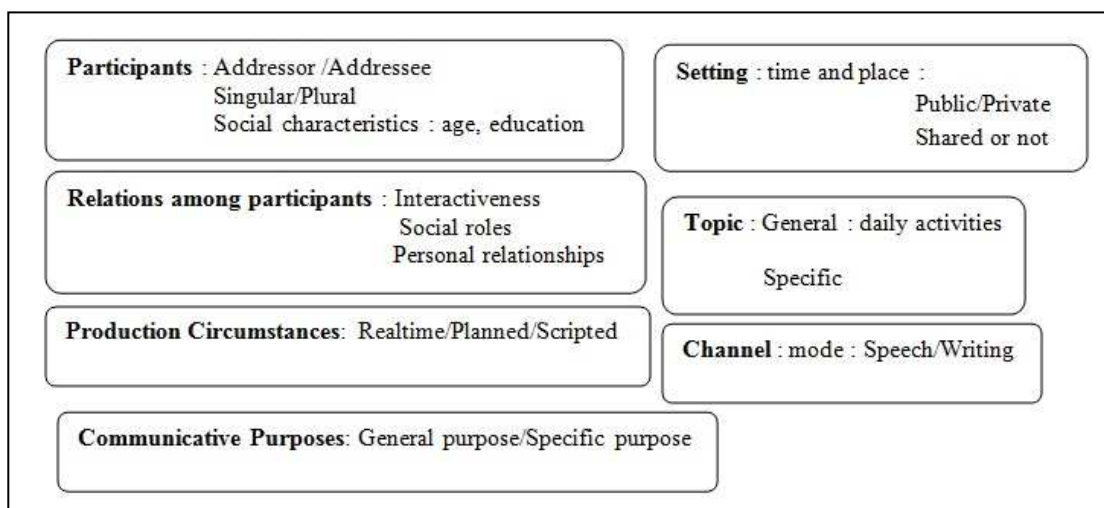 Participants : Addressor /Addressee
Singular/Plural
Social characteristics : age, education
Setting : time and place :
Public/Private
Shared or not
Relations among participants : Interactiveness
Social roles
Personal relationships
Topic : General : daily activities
Specific
Production Circumstances: Realtime/Planned/Scripted
Channel : mode : Speech/Writing
Communicative Purposes: General purpose/Specific purpose